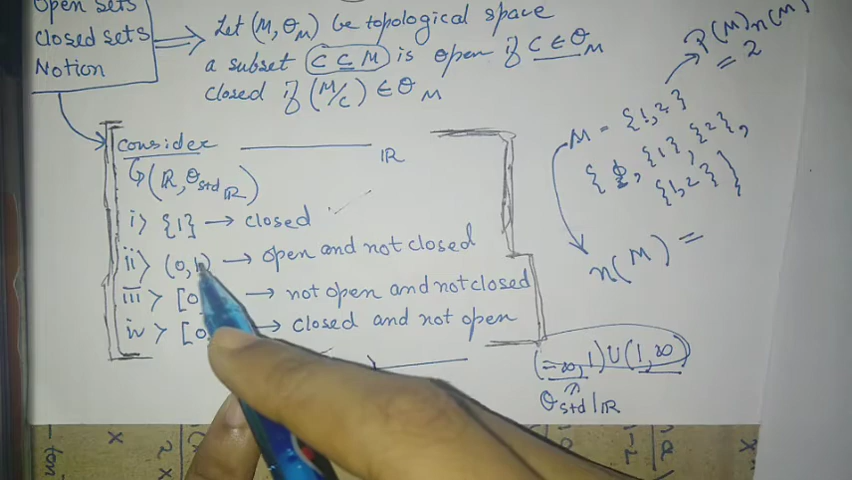 Open sets
Closed sets
Notion
Let (M, Θ_M) be topological space
a subset C ⊆ M is open if C ∈ Θ_M
closed if (M/C) ∈ Θ_M
P(M) n(M)
= 2
M = {1,2}
{ϕ, {1}, {2},
{1,2}}
n(M) =
consider
ℝ
(ℝ, Θstd ℝ)
i> {1} → closed
ii> (0,1) → open and not closed
iii> [0 → not open and not closed
iv> [0 → closed and not open
(-∞,1) ∪ (1,∞)
Θstd|ℝ